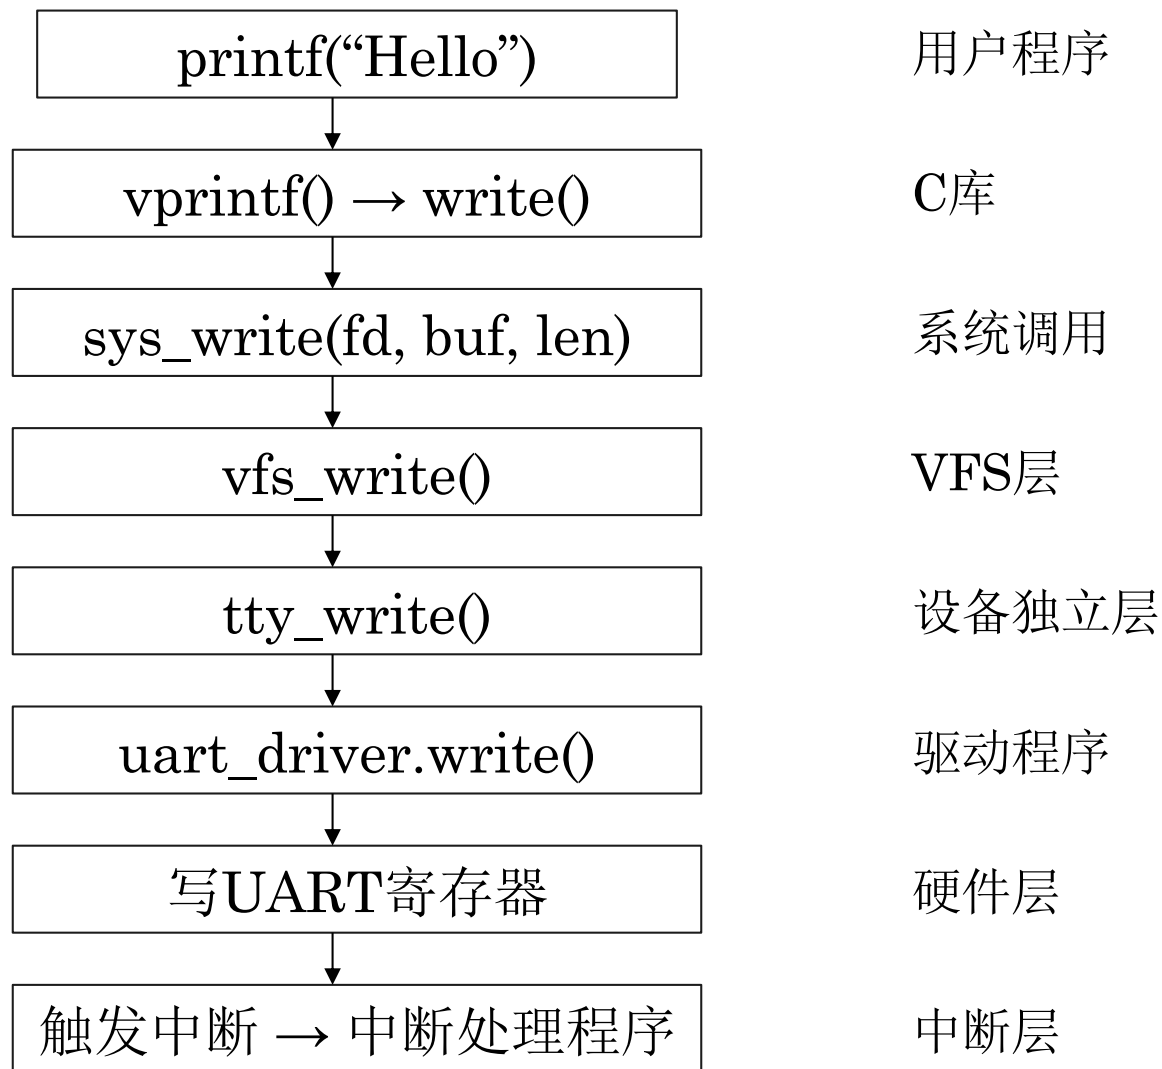 printf(“Hello”) 用户程序
vprintf() → write() C库
sys_write(fd, buf, len) 系统调用
vfs_write() VFS层
tty_write() 设备独立层
uart_driver.write() 驱动程序
写UART寄存器 硬件层
触发中断 → 中断处理程序 中断层